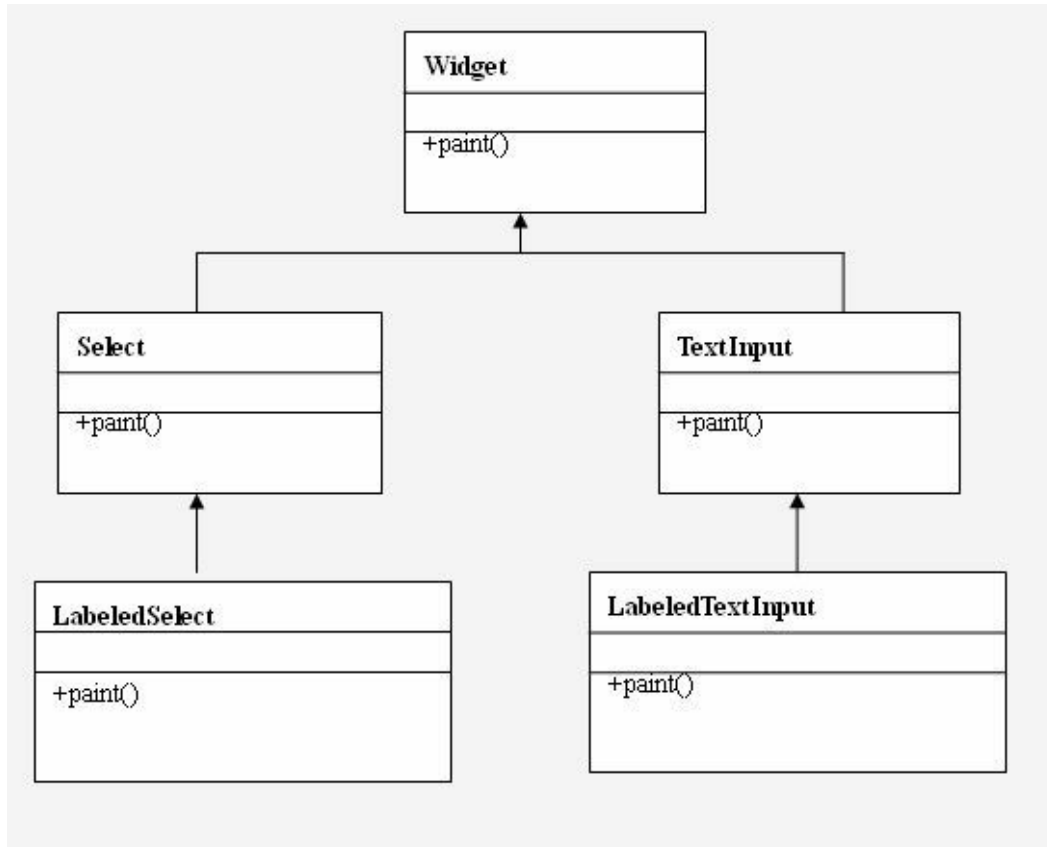 Widget
+paint()
Select
+paint()
TextInput
+paint()
LabeledSelect
+paint()
LabeledTextInput
+paint()